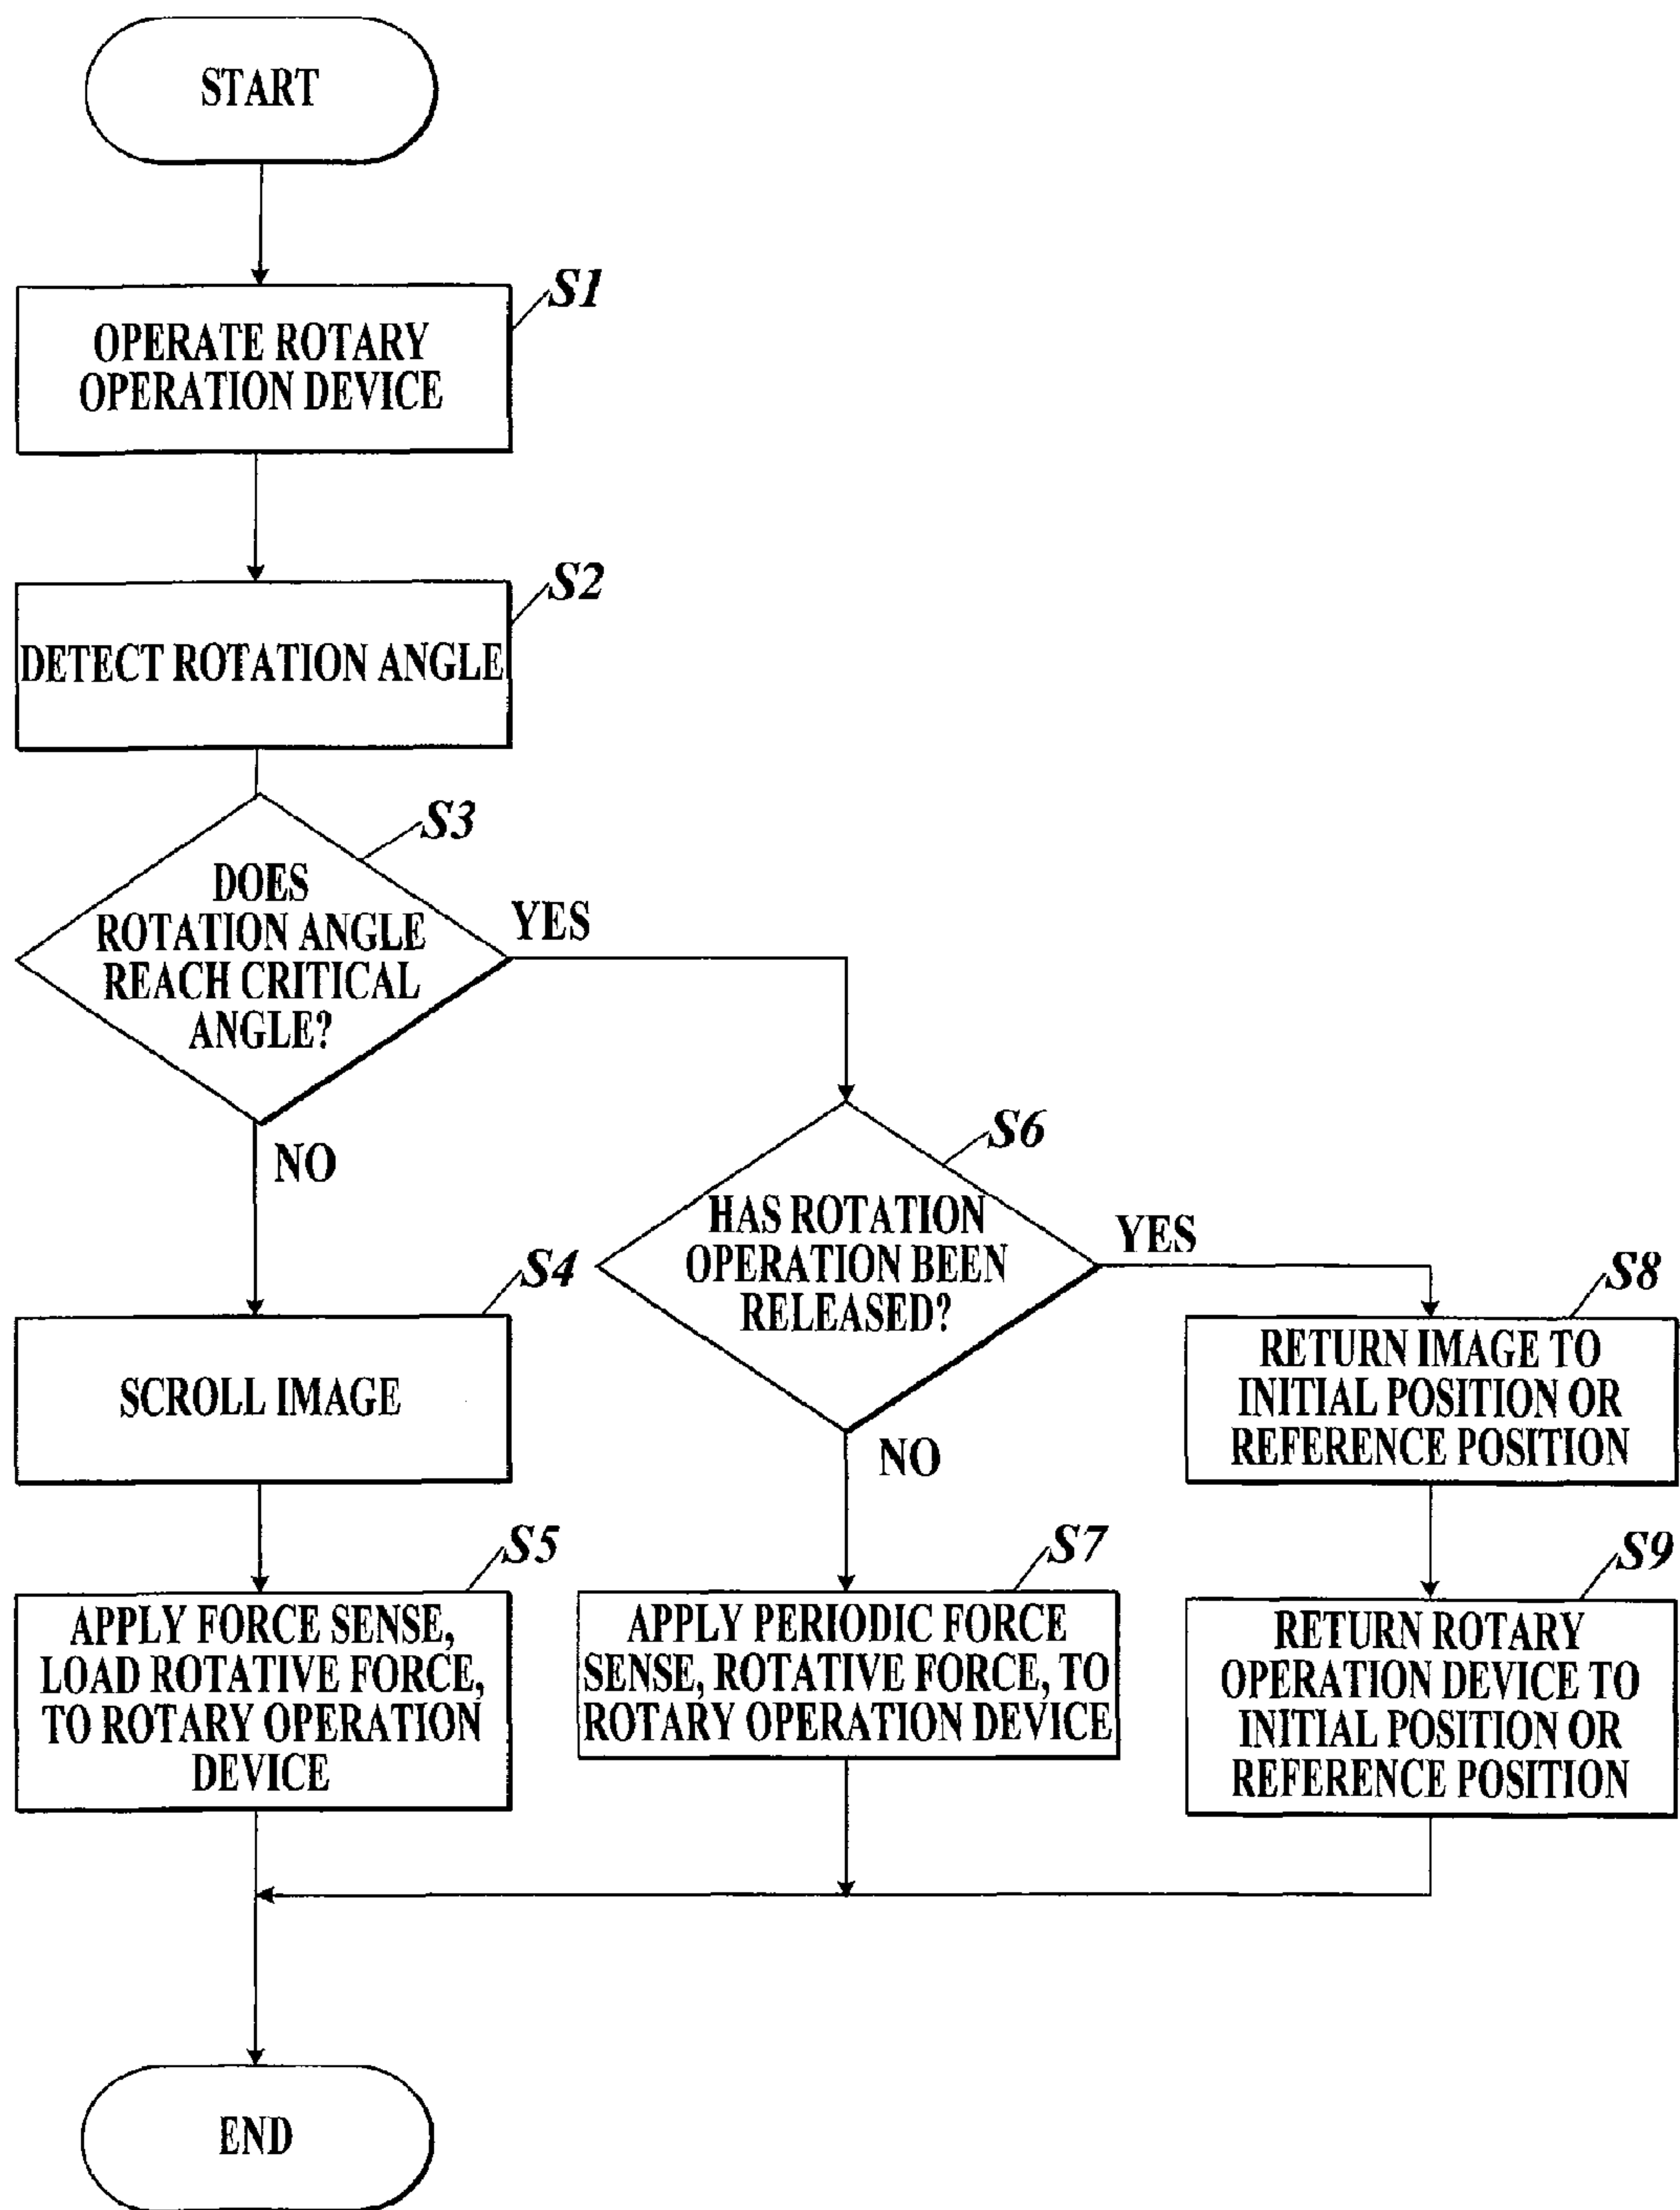 START
S1
OPERATE ROTARY
OPERATION DEVICE
S2
DETECT ROTATION ANGLE
S3
DOES
ROTATION ANGLE
REACH CRITICAL
ANGLE?
YES
NO
S6
HAS ROTATION
OPERATION BEEN
RELEASED?
YES
NO
S4
SCROLL IMAGE
S8
RETURN IMAGE TO
INITIAL POSITION OR
REFERENCE POSITION
S5
APPLY FORCE SENSE,
LOAD ROTATIVE FORCE,
TO ROTARY OPERATION
DEVICE
S7
APPLY PERIODIC FORCE
SENSE, ROTATIVE FORCE, TO
ROTARY OPERATION DEVICE
S9
RETURN ROTARY
OPERATION DEVICE TO
INITIAL POSITION OR
REFERENCE POSITION
END